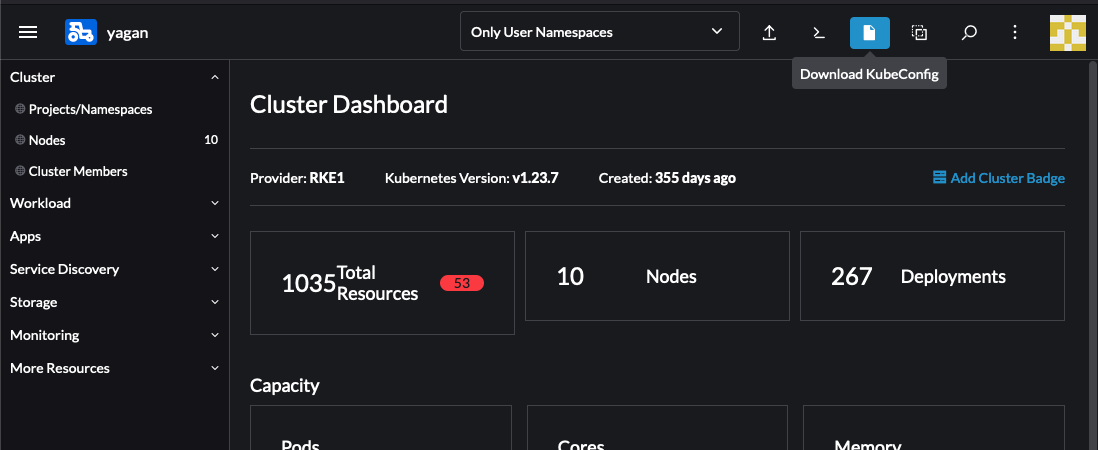 yagan
Only User Namespaces
Download KubeConfig
Cluster
Projects/Namespaces
Nodes 10
Cluster Members
Workload
Apps
Service Discovery
Storage
Monitoring
More Resources
Cluster Dashboard
Provider: RKE1 Kubernetes Version: v1.23.7 Created: 355 days ago Add Cluster Badge
1035 Total Resources 53
10 Nodes
267 Deployments
Capacity
Pods
Cores
Memory